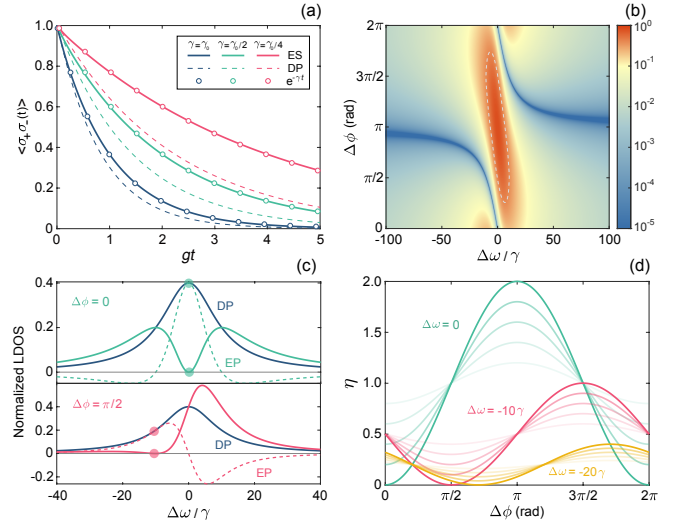 (a)
γ=γ₀ γ=γ₀/2 γ=γ₀/4
ES
DP
e⁻ᵞᵗ
<σ₊σ₋(t)>
1.0
0.8
0.6
0.4
0.2
0
0 1 2 3 4 5
gt
(b)
2π
3π/2
π
π/2
0
Δϕ (rad)
-100 -50 0 50 100
Δω / γ
10⁰
10⁻¹
10⁻²
10⁻³
10⁻⁴
10⁻⁵
(c)
Normalized LDOS
Δϕ = 0
DP
EP
0.4
0.2
0
Δϕ = π/2
DP
EP
0.4
0.2
0
-0.2
-40 -20 0 20 40
Δω / γ
(d)
η
2.0
1.5
1.0
0.5
0
Δω = 0
Δω = -10γ
Δω = -20γ
0 π/2 π 3π/2 2π
Δϕ (rad)